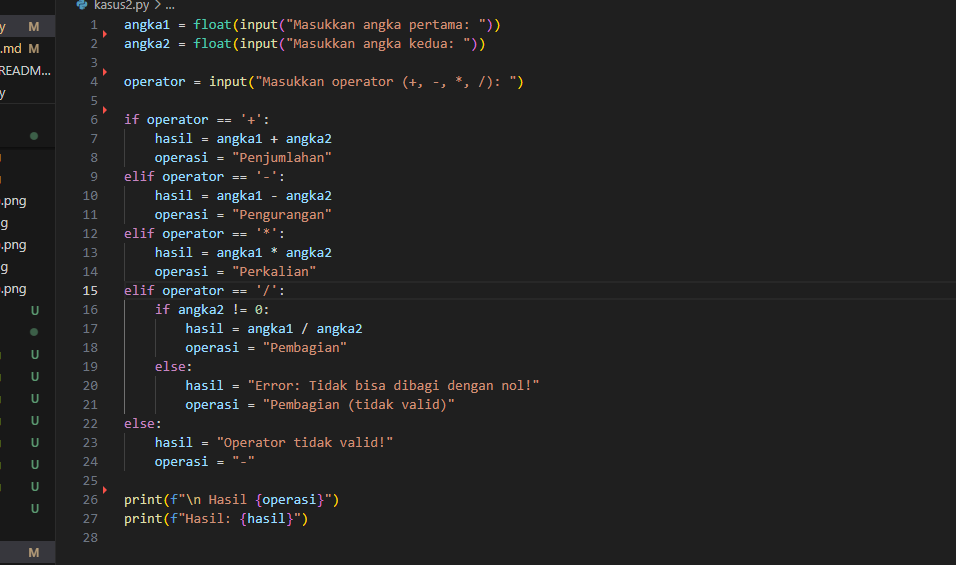 kasus2.py > ...
y M
.md M
README...
y
.png
g
.png
g
.png
U
U
U
U
U
U
U
U
U
M
1 angka1 = float(input("Masukkan angka pertama: "))
2 angka2 = float(input("Masukkan angka kedua: "))
3
4 operator = input("Masukkan operator (+, -, *, /): ")
5
6 if operator == '+':
7 hasil = angka1 + angka2
8 operasi = "Penjumlahan"
9 elif operator == '-':
10 hasil = angka1 - angka2
11 operasi = "Pengurangan"
12 elif operator == '*':
13 hasil = angka1 * angka2
14 operasi = "Perkalian"
15 elif operator == '/':
16 if angka2 != 0:
17 hasil = angka1 / angka2
18 operasi = "Pembagian"
19 else:
20 hasil = "Error: Tidak bisa dibagi dengan nol!"
21 operasi = "Pembagian (tidak valid)"
22 else:
23 hasil = "Operator tidak valid!"
24 operasi = "-"
25
26 print(f"\n Hasil {operasi}")
27 print(f"Hasil: {hasil}")
28